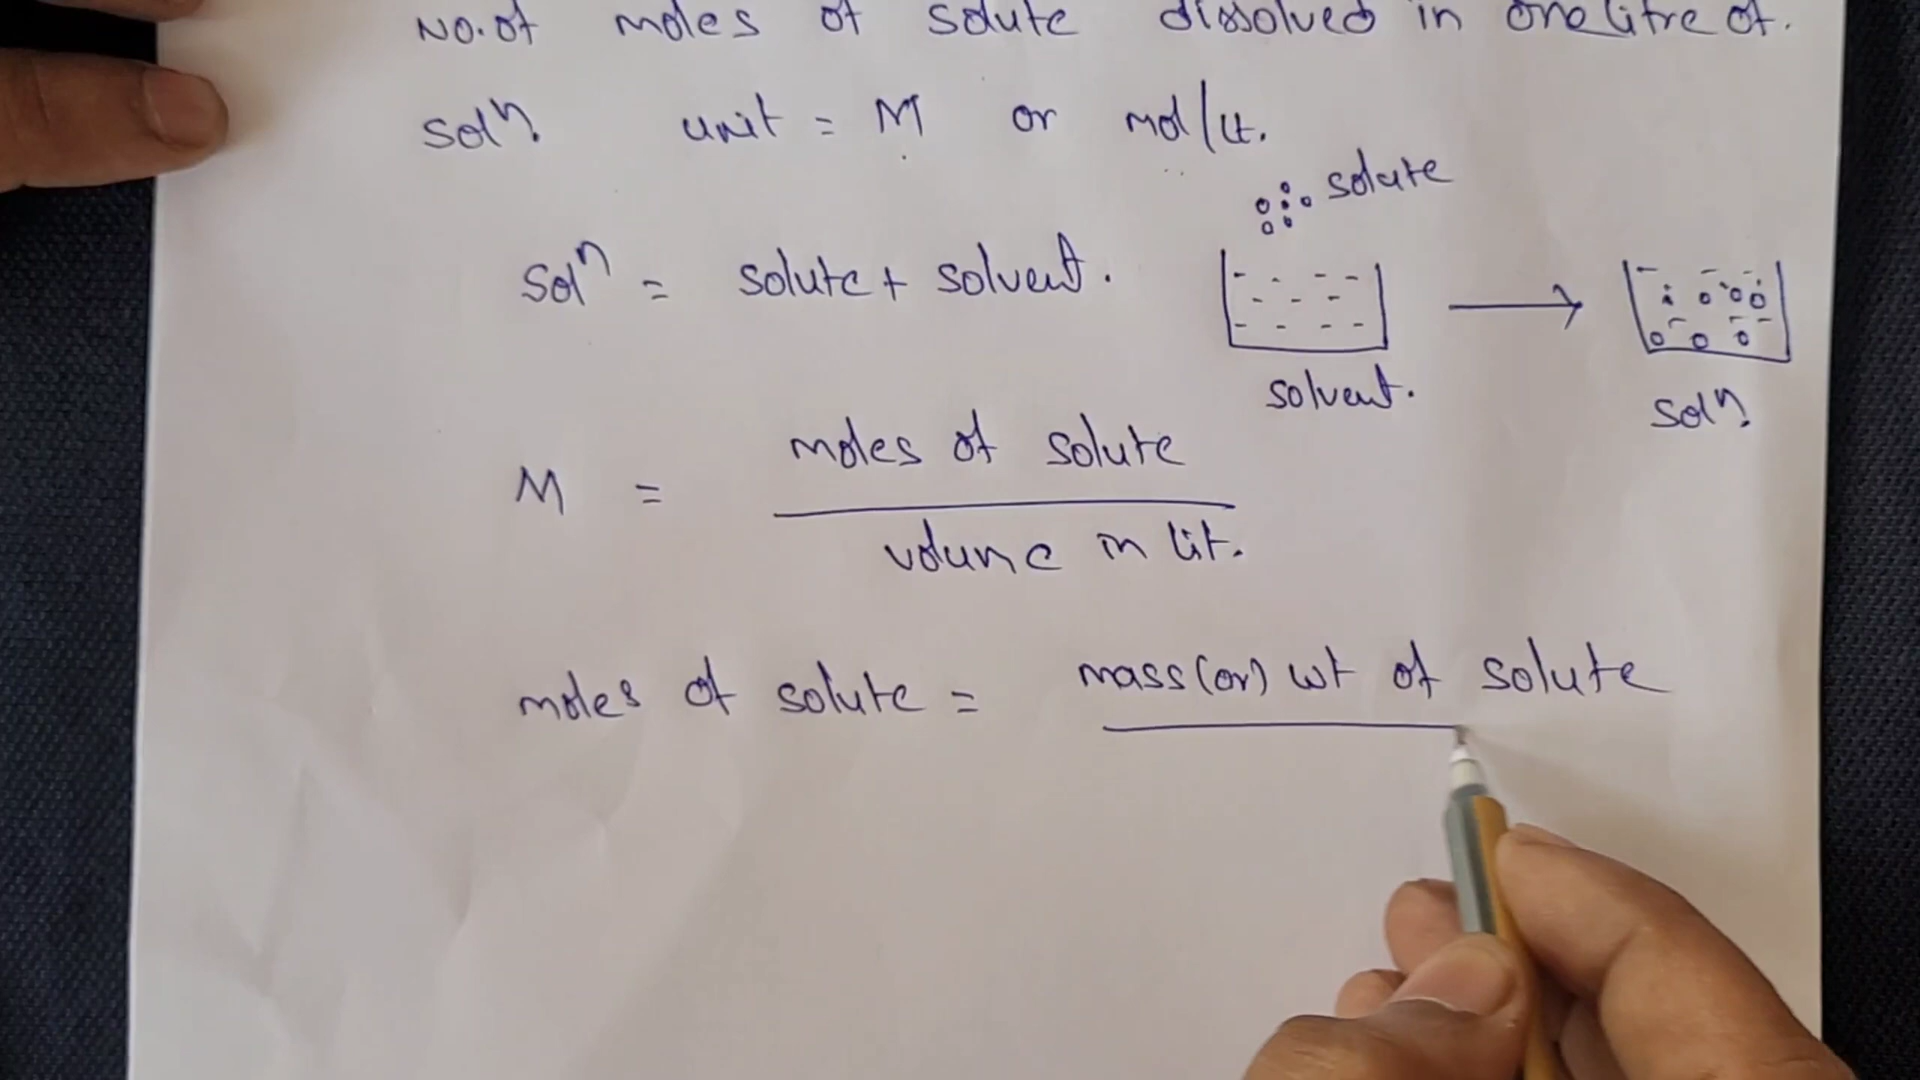 No. of moles of solute dissolved in one litre of.
solⁿ. unit = M or mol/lt.
solute
solⁿ = solute + solvent.
solvent.
solⁿ.
M = moles of solute
volume in lit.
moles of solute = mass (or) wt of solute